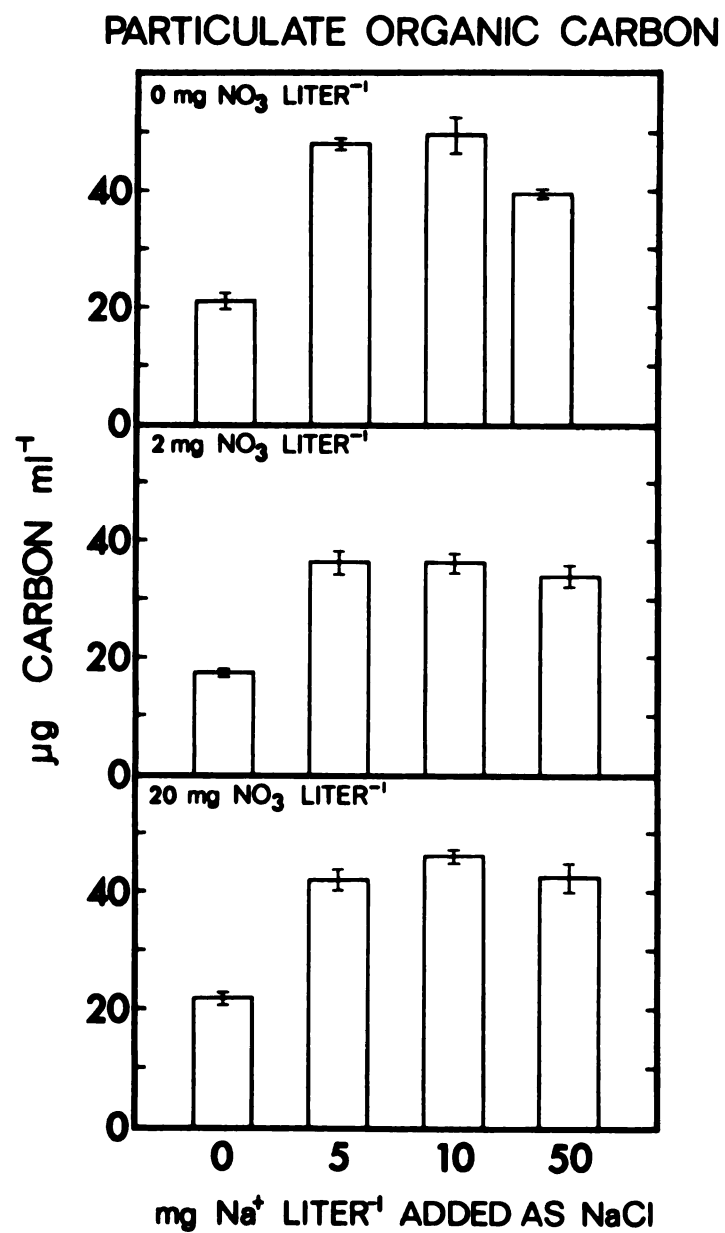 PARTICULATE ORGANIC CARBON
0 mg NO₃ LITER⁻¹
40
20
0
2 mg NO₃ LITER⁻¹
40
20
0
20 mg NO₃ LITER⁻¹
40
20
0
µg CARBON ml⁻¹
0 5 10 50
mg Na⁺ LITER⁻¹ ADDED AS NaCl